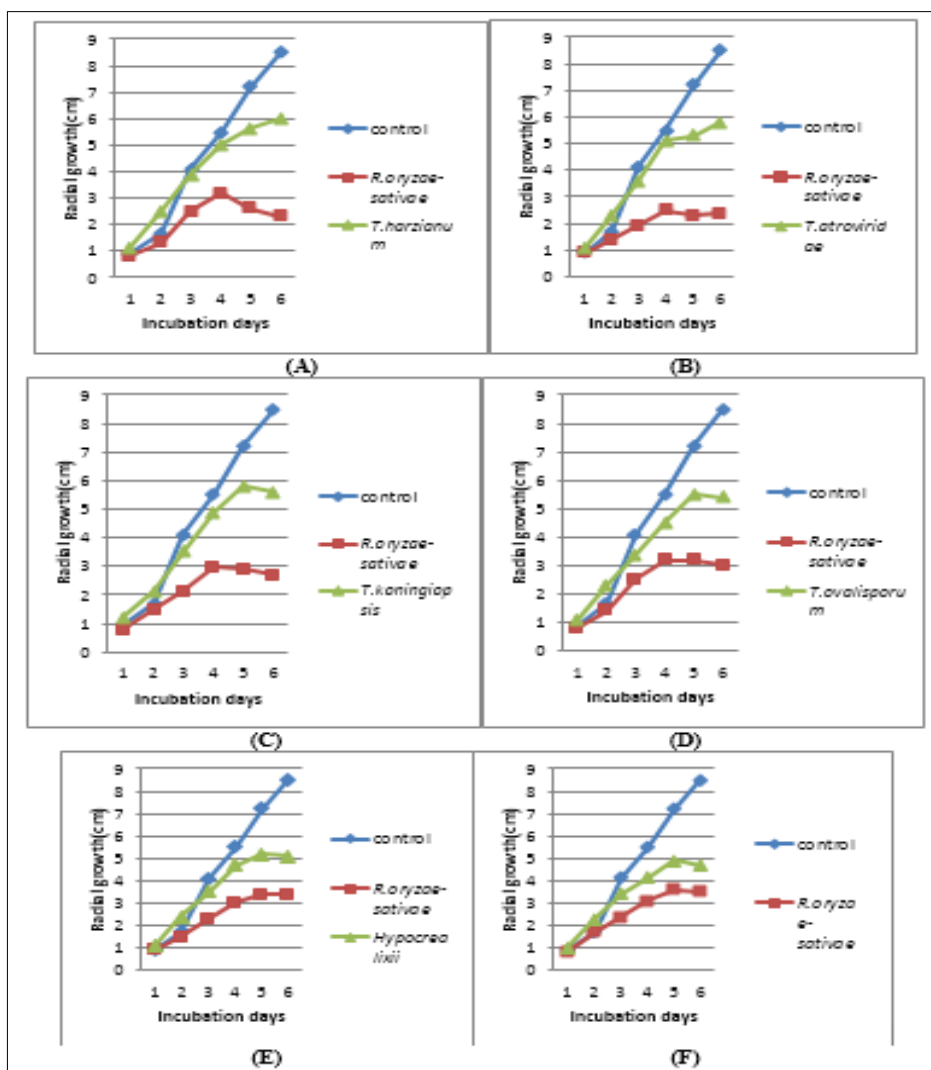 9
8
7
6
5
4
3
2
1
0
Radial growth(cm)
1 2 3 4 5 6
Incubation days
control
R.oryzae-
sativae
T.harzianu
m
(A)
9
8
7
6
5
4
3
2
1
0
Radial growth(cm)
1 2 3 4 5 6
Incubation days
control
R.oryzae-
sativae
T.atrovirid
ae
(B)
9
8
7
6
5
4
3
2
1
0
Radial growth(cm)
1 2 3 4 5 6
Incubation days
control
R.oryzae-
sativae
T.koningiop
sis
(C)
9
8
7
6
5
4
3
2
1
0
Radial growth(cm)
1 2 3 4 5 6
Incubation days
control
R.oryzae-
sativae
T.ovalisporu
m
(D)
9
8
7
6
5
4
3
2
1
0
Radial growth(cm)
1 2 3 4 5 6
Incubation days
control
R.oryzae-
sativae
Hypocrea
lixii
(E)
9
8
7
6
5
4
3
2
1
0
Radial growth(cm)
1 2 3 4 5 6
Incubation days
control
R.oryza
e-
sativae
(F)